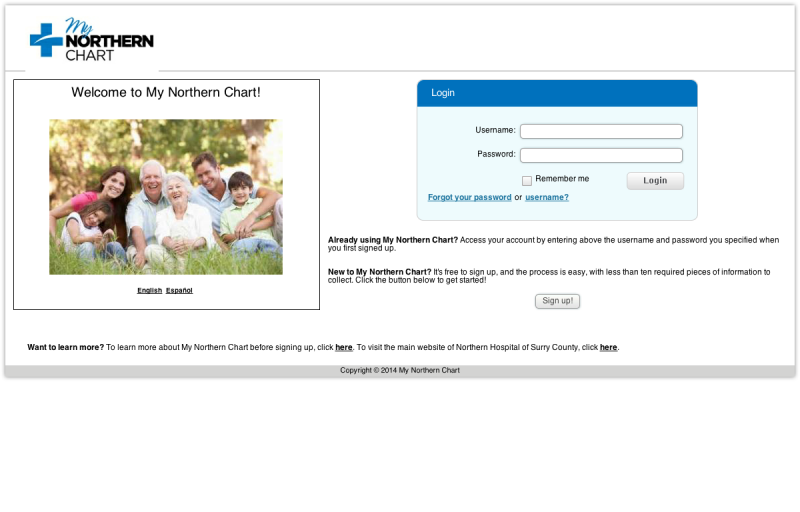 My
NORTHERN
CHART
Welcome to My Northern Chart!
English Español
Login
Username:
Password:
Remember me
Login
Forgot your password or username?
Already using My Northern Chart? Access your account by entering above the username and password you specified when
you first signed up.
New to My Northern Chart? It's free to sign up, and the process is easy, with less than ten required pieces of information to
collect. Click the button below to get started!
Sign up!
Want to learn more? To learn more about My Northern Chart before signing up, click here. To visit the main website of Northern Hospital of Surry County, click here.
Copyright © 2014 My Northern Chart